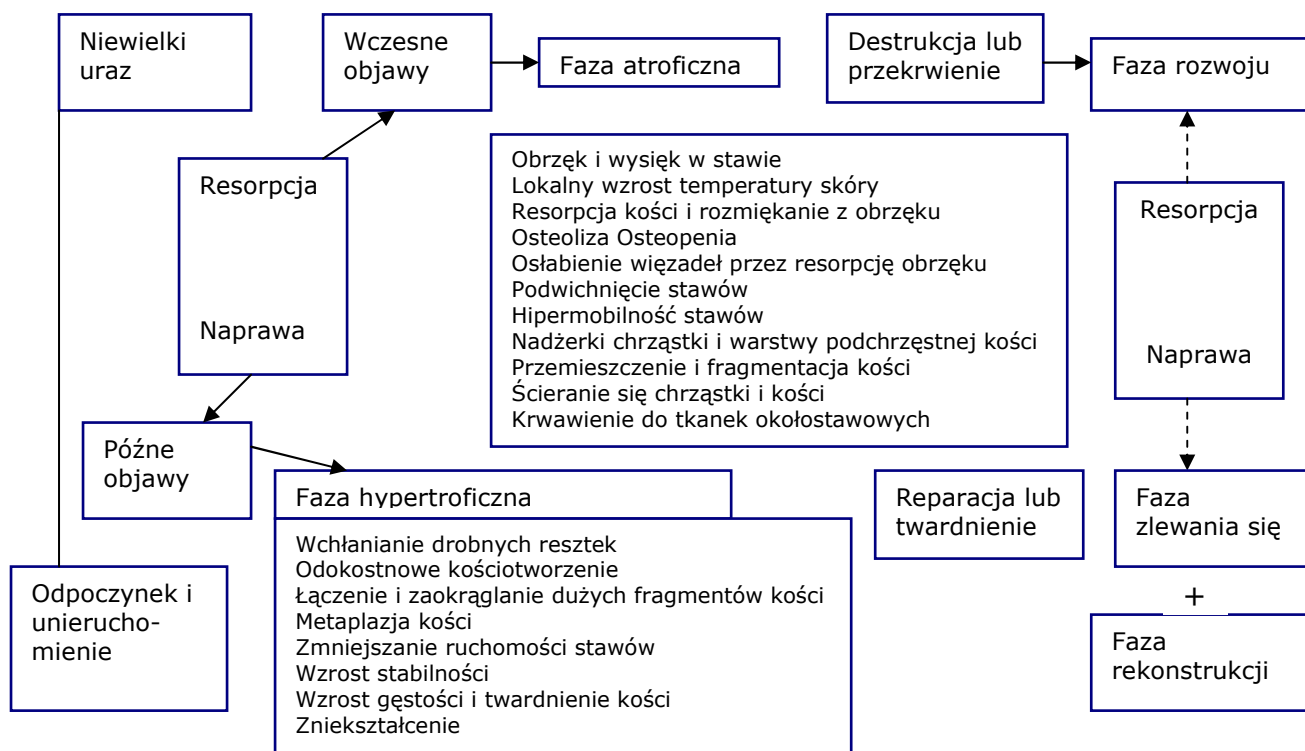 Niewielki
uraz
Wczesne
objawy
Faza atroficzna
Destrukcja lub
przekrwienie
Faza rozwoju
Resorpcja
Naprawa
Obrzęk i wysięk w stawie
Lokalny wzrost temperatury skóry
Resorpcja kości i rozmiękanie z obrzęku
Osteoliza Osteopenia
Osłabienie więzadeł przez resorpcję obrzęku
Podwichnięcie stawów
Hipermobilność stawów
Nadżerki chrząstki i warstwy podchrzęstnej kości
Przemieszczenie i fragmentacja kości
Ścieranie się chrząstki i kości
Krwawienie do tkanek okołostawowych
Resorpcja
Naprawa
Późne
objawy
Faza hypertroficzna
Wchłanianie drobnych resztek
Odokostnowe kościotworzenie
Łączenie i zaokrąglanie dużych fragmentów kości
Metaplazja kości
Zmniejszanie ruchomości stawów
Wzrost stabilności
Wzrost gęstości i twardnienie kości
Zniekształcenie
Reparacja lub
twardnienie
Faza
zlewania się
+
Faza
rekonstrukcji
Odpoczynek i
unierucho-
mienie